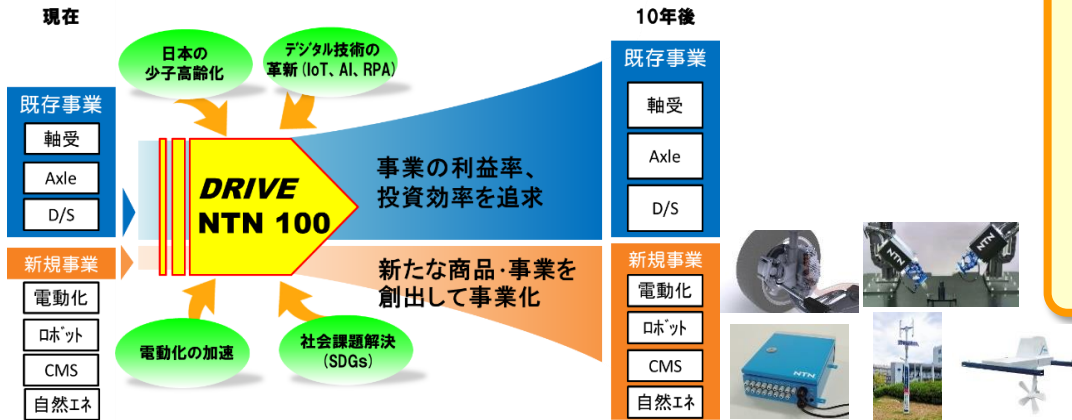 現在
既存事業
軸受
Axle
D/S
新規事業
電動化
ロボット
CMS
自然エネ
日本の
少子高齢化
デジタル技術の
革新(IoT、AI、RPA)
DRIVE
NTN 100
電動化の加速
社会課題解決
(SDGs)
事業の利益率、
投資効率を追求
新たな商品・事業を
創出して事業化
10年後
既存事業
軸受
Axle
D/S
新規事業
電動化
ロボット
CMS
自然エネ
NTN
NTN
NTN